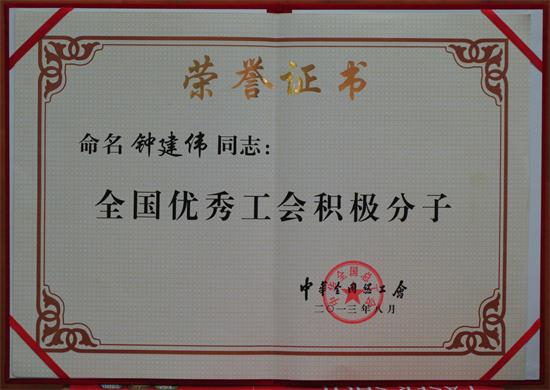 荣誉证书
命名钟建伟同志：
全国优秀工会积极分子
中华全国总工會
二〇一三年八月